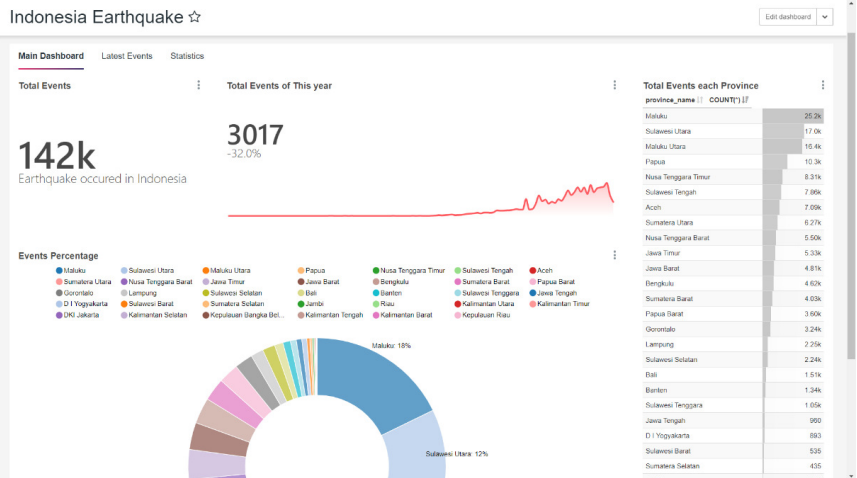 Indonesia Earthquake ☆
Edit dashboard
Main Dashboard Latest Events Statistics
Total Events
142k
Earthquake occured in Indonesia
Total Events of This year
3017
-32.0%
Total Events each Province
province_name COUNT(*)
Maluku 25.2k
Sulawesi Utara 17.0k
Maluku Utara 16.4k
Papua 10.3k
Nusa Tenggara Timur 8.31k
Sulawesi Tengah 7.86k
Aceh 7.09k
Sumatera Utara 6.27k
Nusa Tenggara Barat 5.50k
Jawa Timur 5.33k
Jawa Barat 4.81k
Bengkulu 4.62k
Sumatera Barat 4.03k
Papua Barat 3.60k
Gorontalo 3.24k
Lampung 2.25k
Sulawesi Selatan 2.24k
Bali 1.51k
Banten 1.34k
Sulawesi Tenggara 1.05k
Jawa Tengah 960
D I Yogyakarta 893
Sulawesi Barat 535
Sumatera Selatan 435
Events Percentage
Maluku Sulawesi Utara Maluku Utara Papua Nusa Tenggara Timur Sulawesi Tengah Aceh
Sumatera Utara Nusa Tenggara Barat Jawa Timur Jawa Barat Bengkulu Sumatera Barat Papua Barat
Gorontalo Lampung Sulawesi Selatan Bali Banten Sulawesi Tenggara Jawa Tengah
D I Yogyakarta Sulawesi Barat Sumatera Selatan Jambi Riau Kalimantan Utara Kalimantan Timur
DKI Jakarta Kalimantan Selatan Kepulauan Bangka Bel... Kalimantan Tengah Kalimantan Barat Kepulauan Riau
Maluku: 18%
Sulawesi Utara: 12%